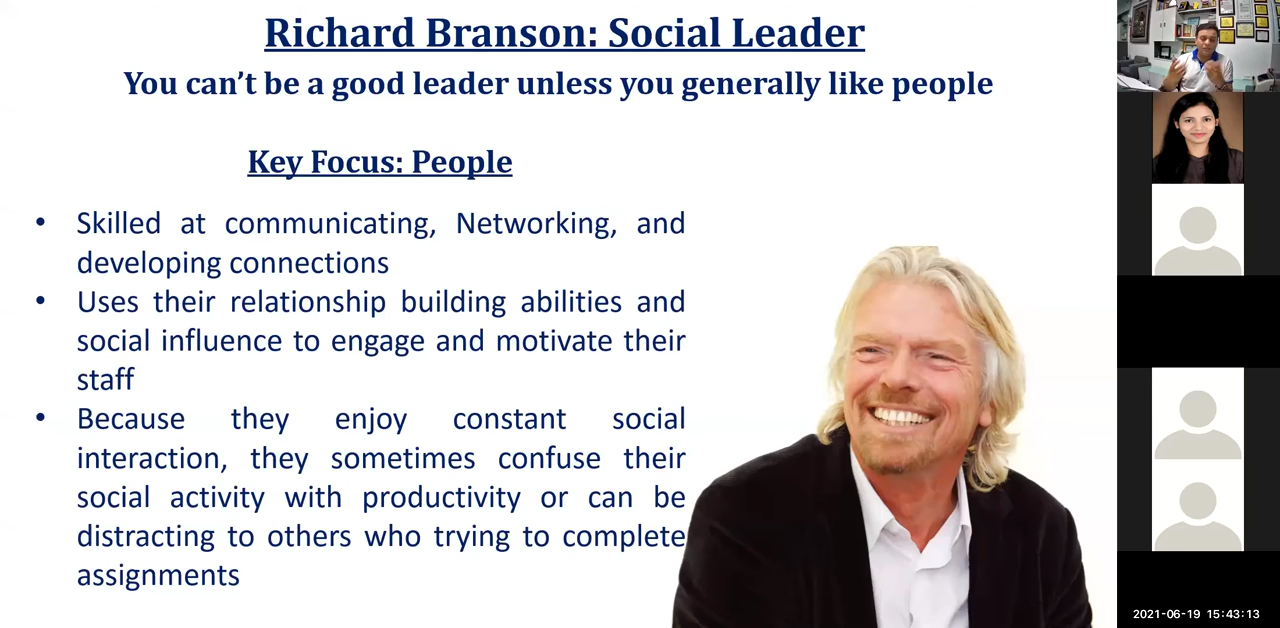 Richard Branson: Social Leader
You can’t be a good leader unless you generally like people
Key Focus: People
• Skilled at communicating, Networking, and
developing connections
• Uses their relationship building abilities and
social influence to engage and motivate their
staff
• Because they enjoy constant social
interaction, they sometimes confuse their
social activity with productivity or can be
distracting to others who trying to complete
assignments
2021-06-19 15:43:13